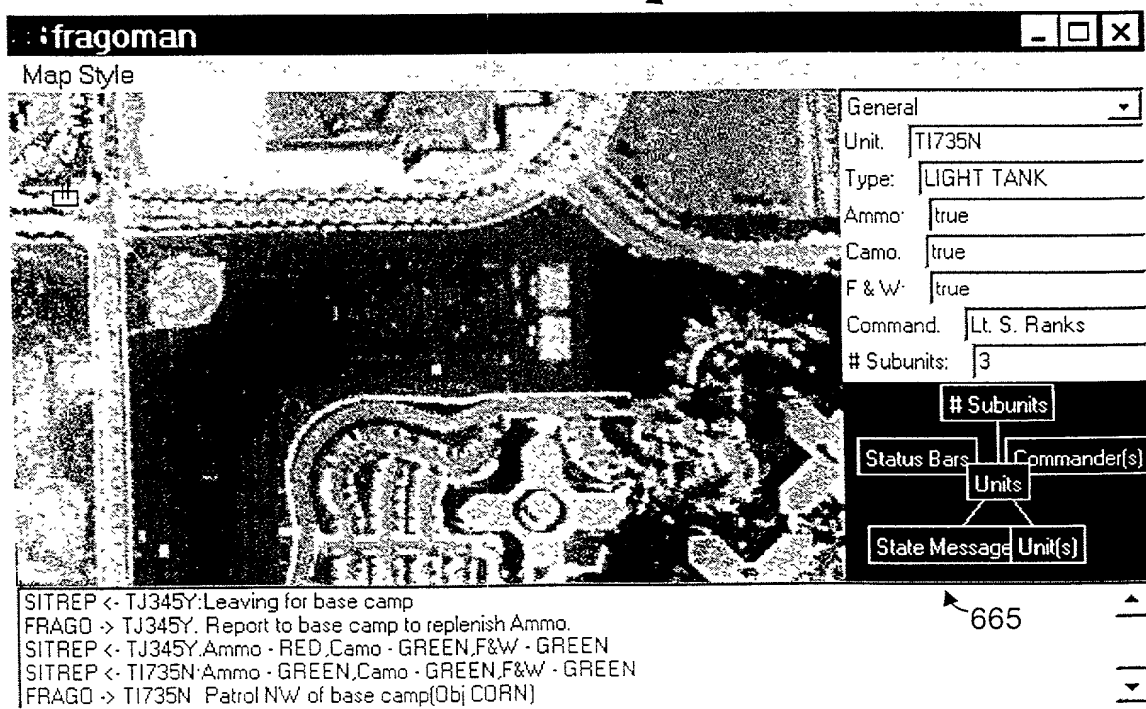 fragoman
Map Style
General
Unit. TI735N
Type: LIGHT TANK
Ammo: true
Camo. true
F & W: true
Command. Lt. S. Ranks
# Subunits: 3
# Subunits
Status Bars Commander(s)
Units
State Message Unit(s)
665
SITREP <- TJ345Y:Leaving for base camp
FRAGO -> TJ345Y. Report to base camp to replenish Ammo.
SITREP <- TJ345Y.Ammo - RED,Camo - GREEN,F&W - GREEN
SITREP <- TI735N:Ammo - GREEN,Camo - GREEN,F&W - GREEN
FRAGO -> TI735N Patrol NW of base camp(Obj CORN)